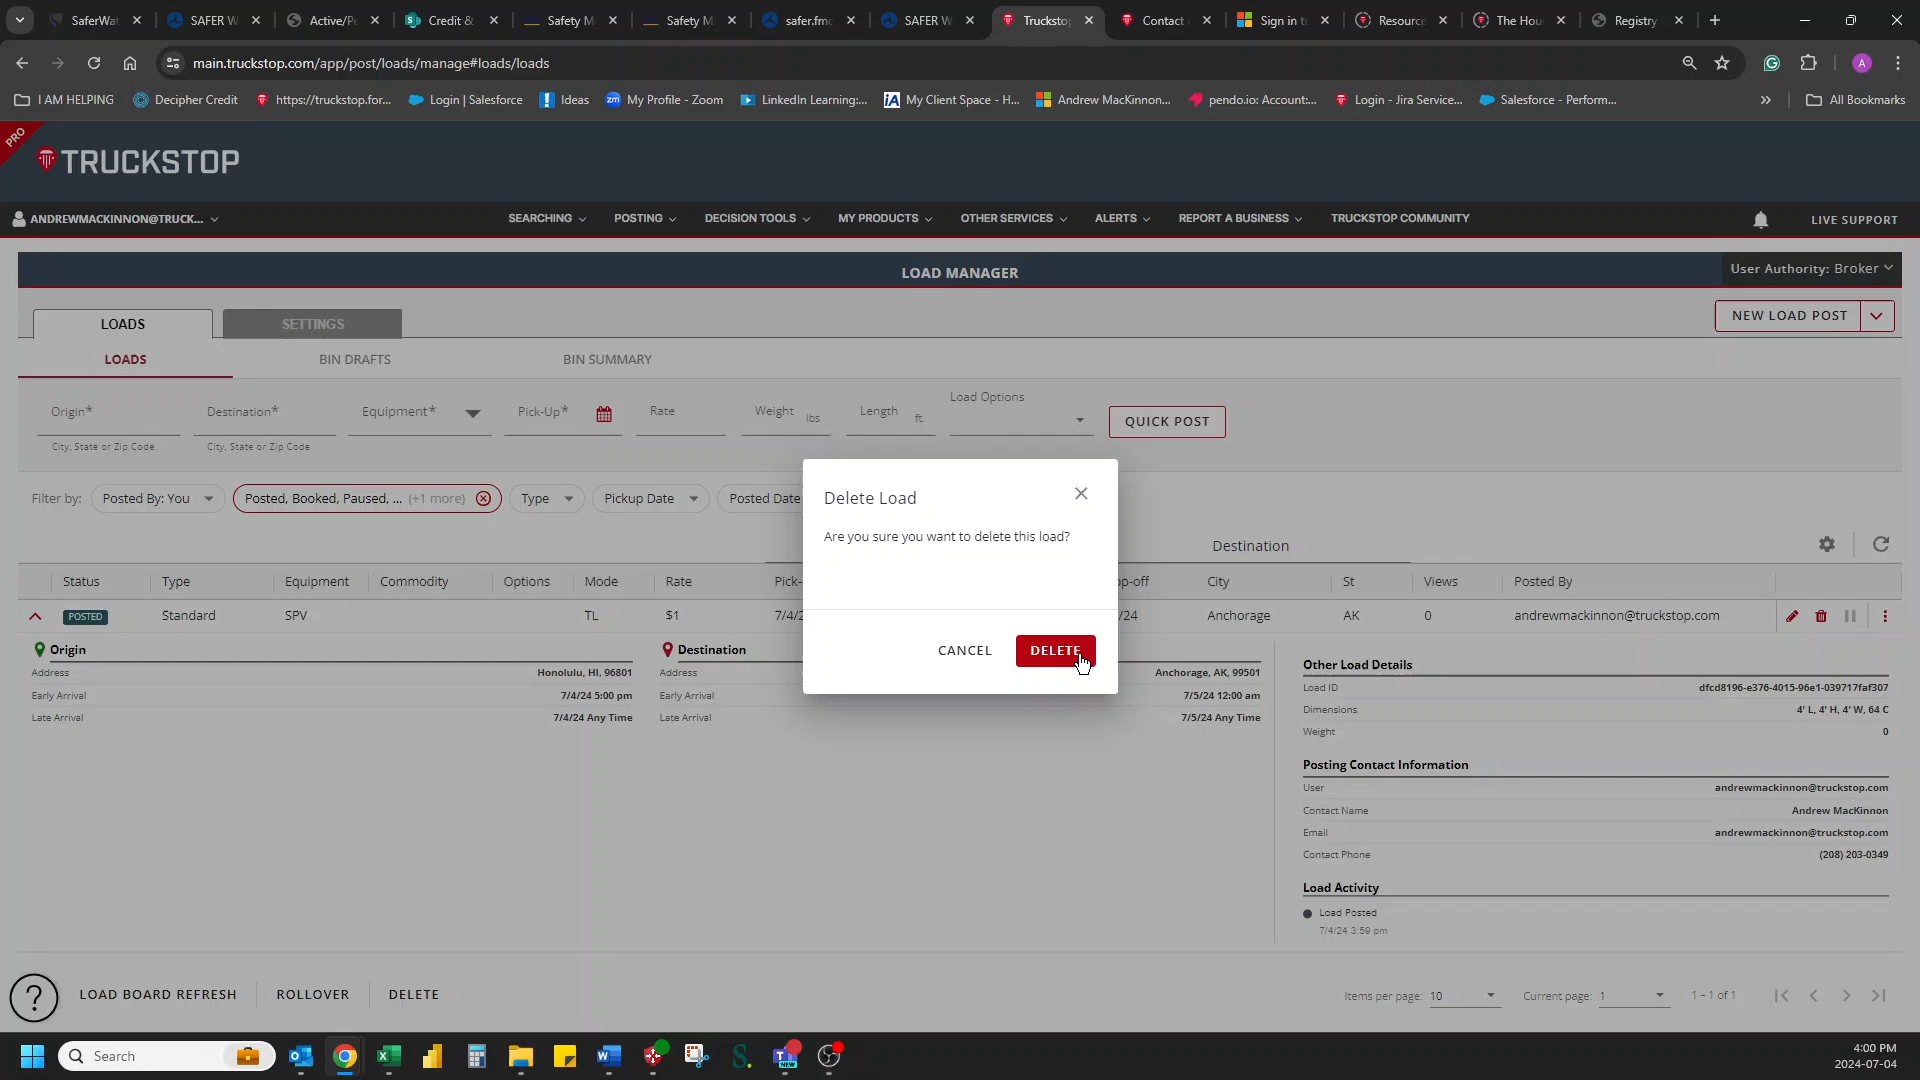 SaferWat
SAFER W
Active/Pe
Credit &
Safety M
Safety M
safer.fmc
SAFER W
Truckstop
Contact
Sign in to
Resource
The Hou
Registry
main.truckstop.com/app/post/loads/manage#loads/loads
A
I AM HELPING
Decipher Credit
https://truckstop.for...
Login | Salesforce
Ideas
zm My Profile - Zoom
LinkedIn Learning:...
iA My Client Space - H...
Andrew MacKinnon...
pendo.io: Account:...
Login - Jira Service...
Salesforce - Perform...
All Bookmarks
PRO
TRUCKSTOP
ANDREWMACKINNON@TRUCK...
SEARCHING
POSTING
DECISION TOOLS
MY PRODUCTS
OTHER SERVICES
ALERTS
REPORT A BUSINESS
TRUCKSTOP COMMUNITY
LIVE SUPPORT
LOAD MANAGER
User Authority: Broker
LOADS
SETTINGS
NEW LOAD POST
LOADS
BIN DRAFTS
BIN SUMMARY
Origin*
Destination*
Equipment*
Pick-Up*
Rate
Weight
lbs
Length
ft.
Load Options
QUICK POST
City, State or Zip Code
City, State or Zip Code
Filter by:
Posted By: You
Posted, Booked, Paused, ... (+1 more)
Type
Pickup Date
Posted Date
Delete Load
Are you sure you want to delete this load?
CANCEL
DELETE
Destination
Status
Type
Equipment
Commodity
Options
Mode
Rate
Pick-
op-off
City
St
Views
Posted By
POSTED
Standard
SPV
TL
$1
7/4/2
/24
Anchorage
AK
0
andrewmackinnon@truckstop.com
Origin
Address
Honolulu, HI, 96801
Early Arrival
7/4/24 5:00 pm
Late Arrival
7/4/24 Any Time
Destination
Address
Anchorage, AK, 99501
Early Arrival
7/5/24 12:00 am
Late Arrival
7/5/24 Any Time
Other Load Details
Load ID
dfcd8196-e376-4015-96e1-039717faf307
Dimensions
4' L, 4' H, 4' W, 64 C
Weight
0
Posting Contact Information
User
andrewmackinnon@truckstop.com
Contact Name
Andrew MacKinnon
Email
andrewmackinnon@truckstop.com
Contact Phone
(208) 203-0349
Load Activity
Load Posted
7/4/24 3:59 pm
?
LOAD BOARD REFRESH
ROLLOVER
DELETE
Items per page: 10
Current page: 1
1 – 1 of 1
Search
NEW
4:00 PM
2024-07-04